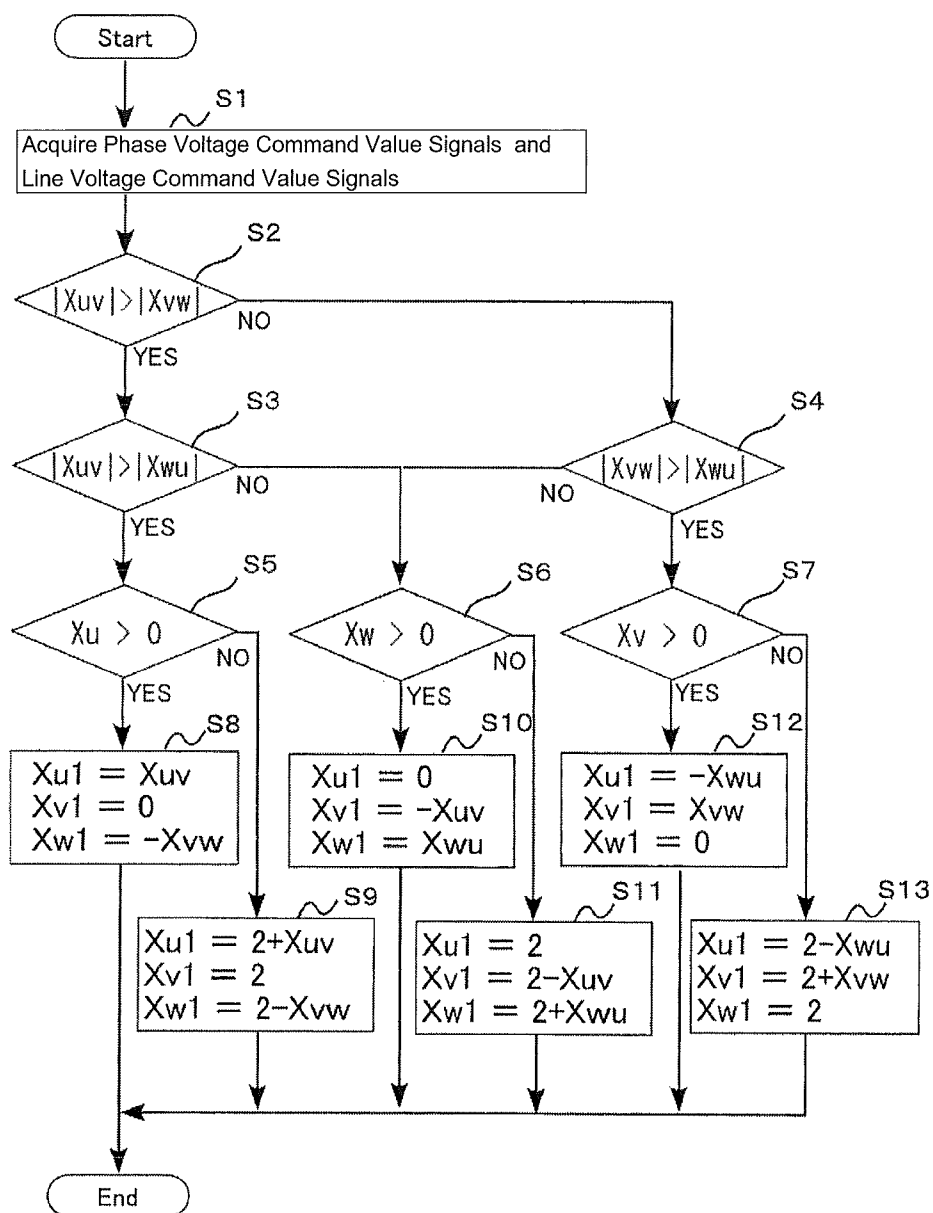 Start
S1
Acquire Phase Voltage Command Value Signals and
Line Voltage Command Value Signals
S2
|Xuv|>|Xvw|
NO
YES
S3
|Xuv|>|Xwu|
NO
YES
S4
|Xvw|>|Xwu|
NO
YES
S5
Xu > 0
NO
YES
S6
Xw > 0
NO
YES
S7
Xv > 0
NO
YES
S8
Xu1 = Xuv
Xv1 = 0
Xw1 = -Xvw
S10
Xu1 = 0
Xv1 = -Xuv
Xw1 = Xwu
S12
Xu1 = -Xwu
Xv1 = Xvw
Xw1 = 0
S9
Xu1 = 2+Xuv
Xv1 = 2
Xw1 = 2-Xvw
S11
Xu1 = 2
Xv1 = 2-Xuv
Xw1 = 2+Xwu
S13
Xu1 = 2-Xwu
Xv1 = 2+Xvw
Xw1 = 2
End